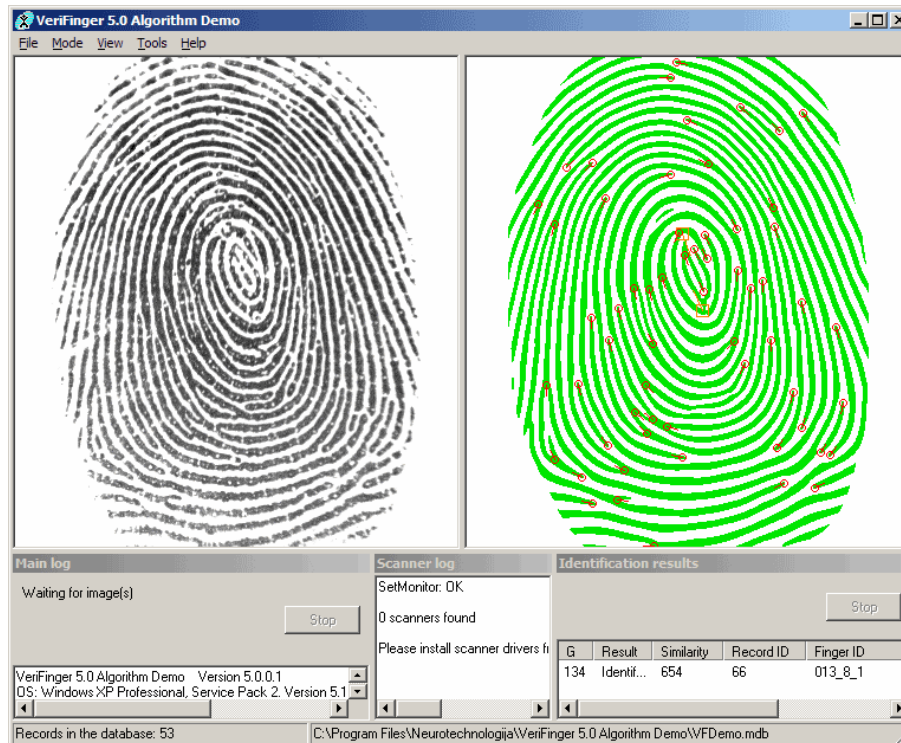 VeriFinger 5.0 Algorithm Demo
File Mode View Tools Help
Main log
Waiting for image(s)
Stop
VeriFinger 5.0 Algorithm Demo Version 5.0.0.1
OS: Windows XP Professional, Service Pack 2. Version 5.1
Scanner log
SetMonitor: OK
0 scanners found
Please install scanner drivers fr
Identification results
Stop
G Result Similarity Record ID Finger ID
134 Identif... 654 66 013_8_1
Records in the database: 53
C:\Program Files\Neurotechnologija\VeriFinger 5.0 Algorithm Demo\VFDemo.mdb